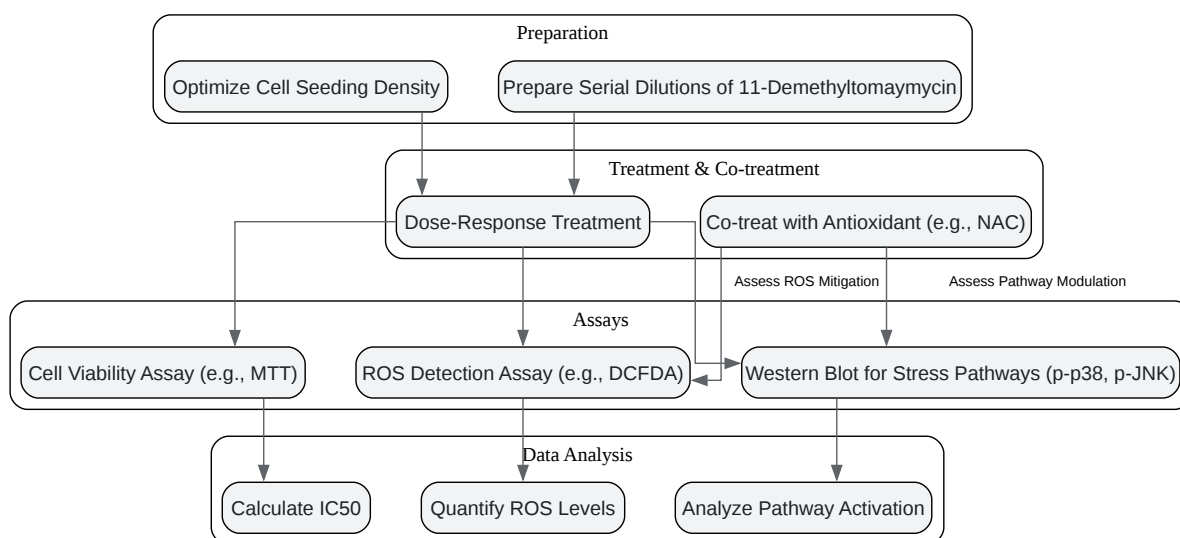 Preparation
Optimize Cell Seeding Density
Prepare Serial Dilutions of 11-Demethyltomaymycin
Treatment & Co-treatment
Dose-Response Treatment
Co-treat with Antioxidant (e.g., NAC)
Assess ROS Mitigation
Assess Pathway Modulation
Assays
Cell Viability Assay (e.g., MTT)
ROS Detection Assay (e.g., DCFDA)
Western Blot for Stress Pathways (p-p38, p-JNK)
Data Analysis
Calculate IC50
Quantify ROS Levels
Analyze Pathway Activation